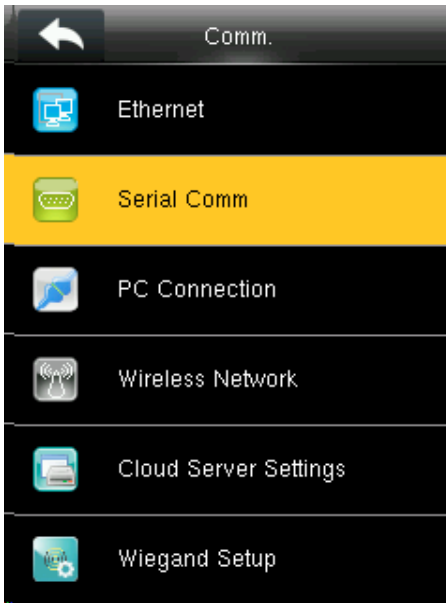 Comm.
Ethernet
Serial Comm
PC Connection
Wireless Network
Cloud Server Settings
Wiegand Setup